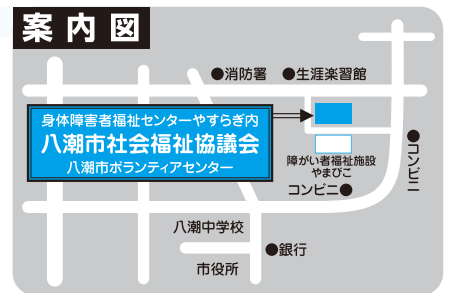 案内図
●消防署 ●生涯楽習館
身体障害者福祉センターやすらぎ内
八潮市社会福祉協議会
八潮市ボランティアセンター
障がい者福祉施設
やまびこ
コンビニ●
●コンビニ
八潮中学校
●銀行
市役所